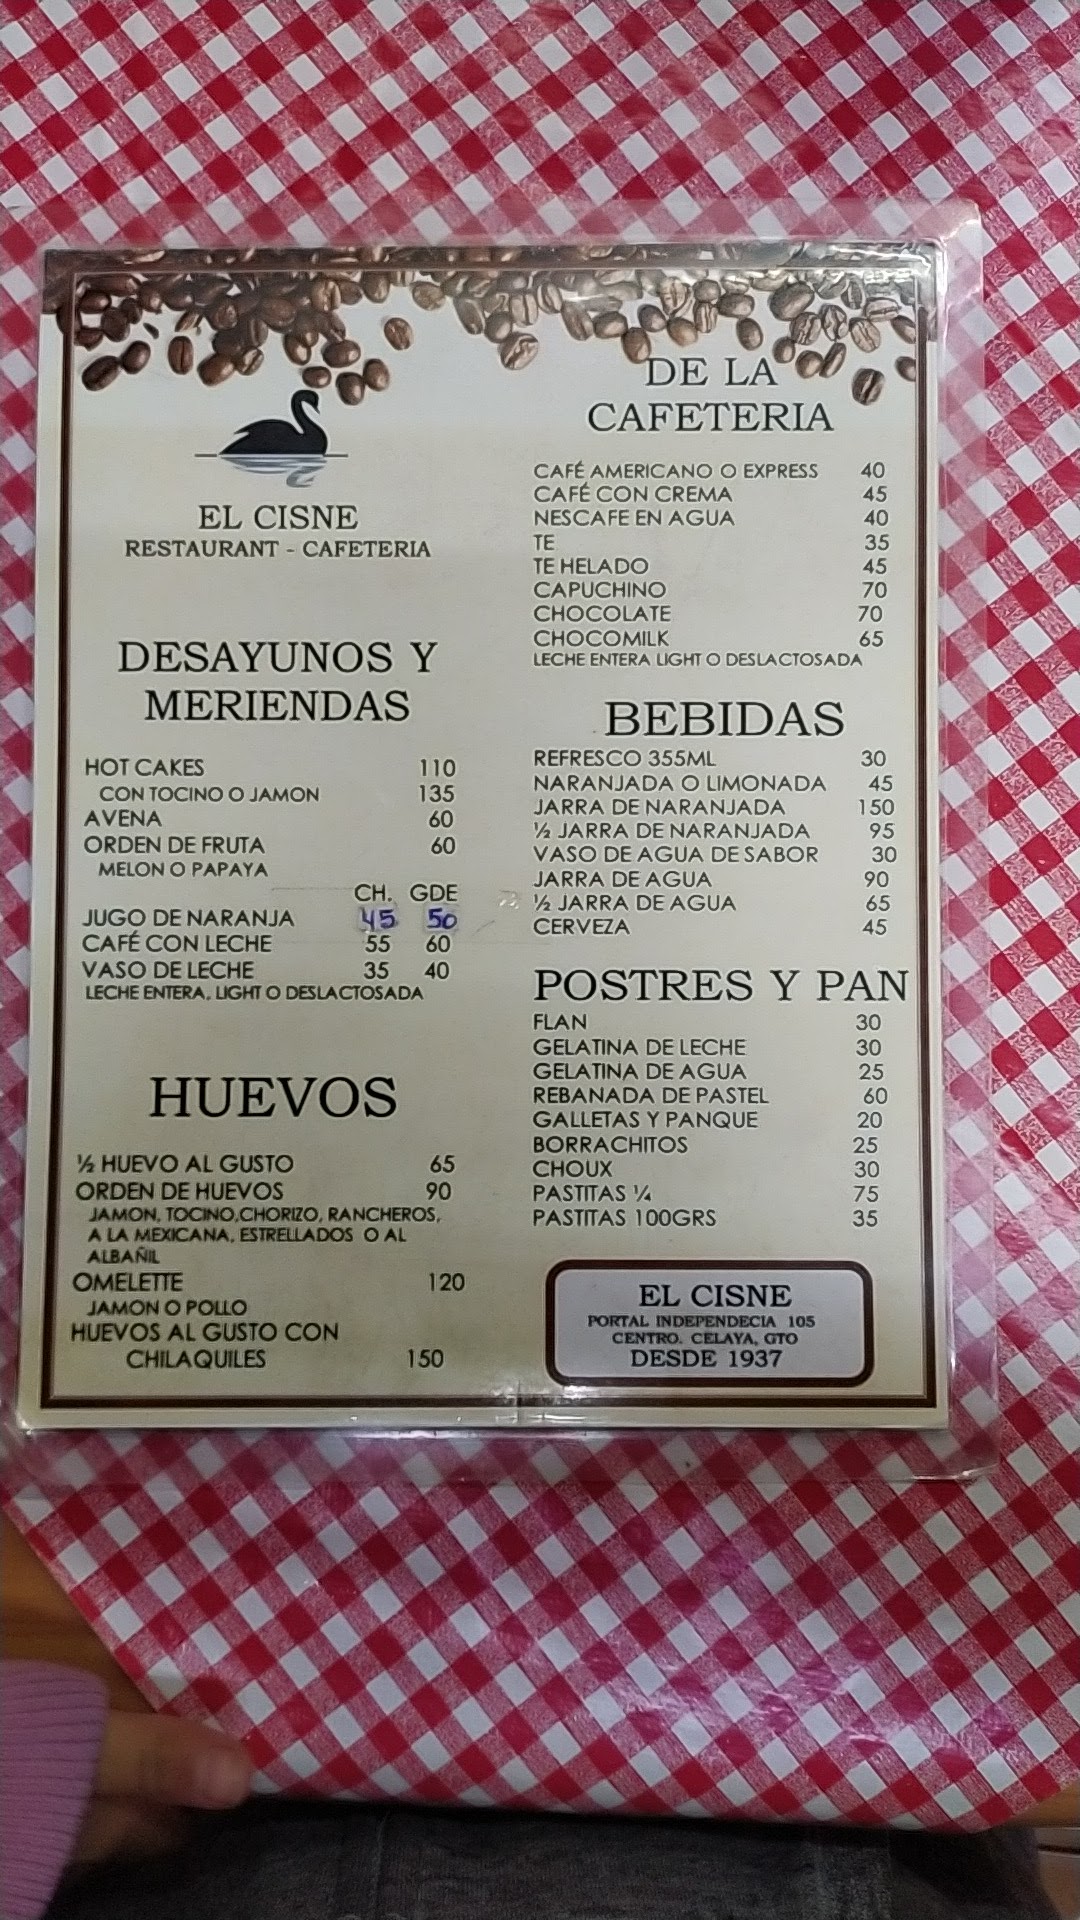 EL CISNE
RESTAURANT - CAFETERIA
DESAYUNOS Y
MERIENDAS
HOT CAKES 110
CON TOCINO O JAMON 135
AVENA 60
ORDEN DE FRUTA 60
MELON O PAPAYA
CH. GDE
JUGO DE NARANJA 45 50
CAFÉ CON LECHE 55 60
VASO DE LECHE 35 40
LECHE ENTERA, LIGHT O DESLACTOSADA
HUEVOS
½ HUEVO AL GUSTO 65
ORDEN DE HUEVOS 90
JAMON, TOCINO,CHORIZO, RANCHEROS,
A LA MEXICANA, ESTRELLADOS O AL
ALBAÑIL
OMELETTE 120
JAMON O POLLO
HUEVOS AL GUSTO CON
CHILAQUILES 150
DE LA
CAFETERIA
CAFÉ AMERICANO O EXPRESS 40
CAFÉ CON CREMA 45
NESCAFE EN AGUA 40
TE 35
TE HELADO 45
CAPUCHINO 70
CHOCOLATE 70
CHOCOMILK 65
LECHE ENTERA LIGHT O DESLACTOSADA
BEBIDAS
REFRESCO 355ML 30
NARANJADA O LIMONADA 45
JARRA DE NARANJADA 150
½ JARRA DE NARANJADA 95
VASO DE AGUA DE SABOR 30
JARRA DE AGUA 90
½ JARRA DE AGUA 65
CERVEZA 45
POSTRES Y PAN
FLAN 30
GELATINA DE LECHE 30
GELATINA DE AGUA 25
REBANADA DE PASTEL 60
GALLETAS Y PANQUE 20
BORRACHITOS 25
CHOUX 30
PASTITAS ¼ 75
PASTITAS 100GRS 35
EL CISNE
PORTAL INDEPENDECIA 105
CENTRO. CELAYA, GTO
DESDE 1937